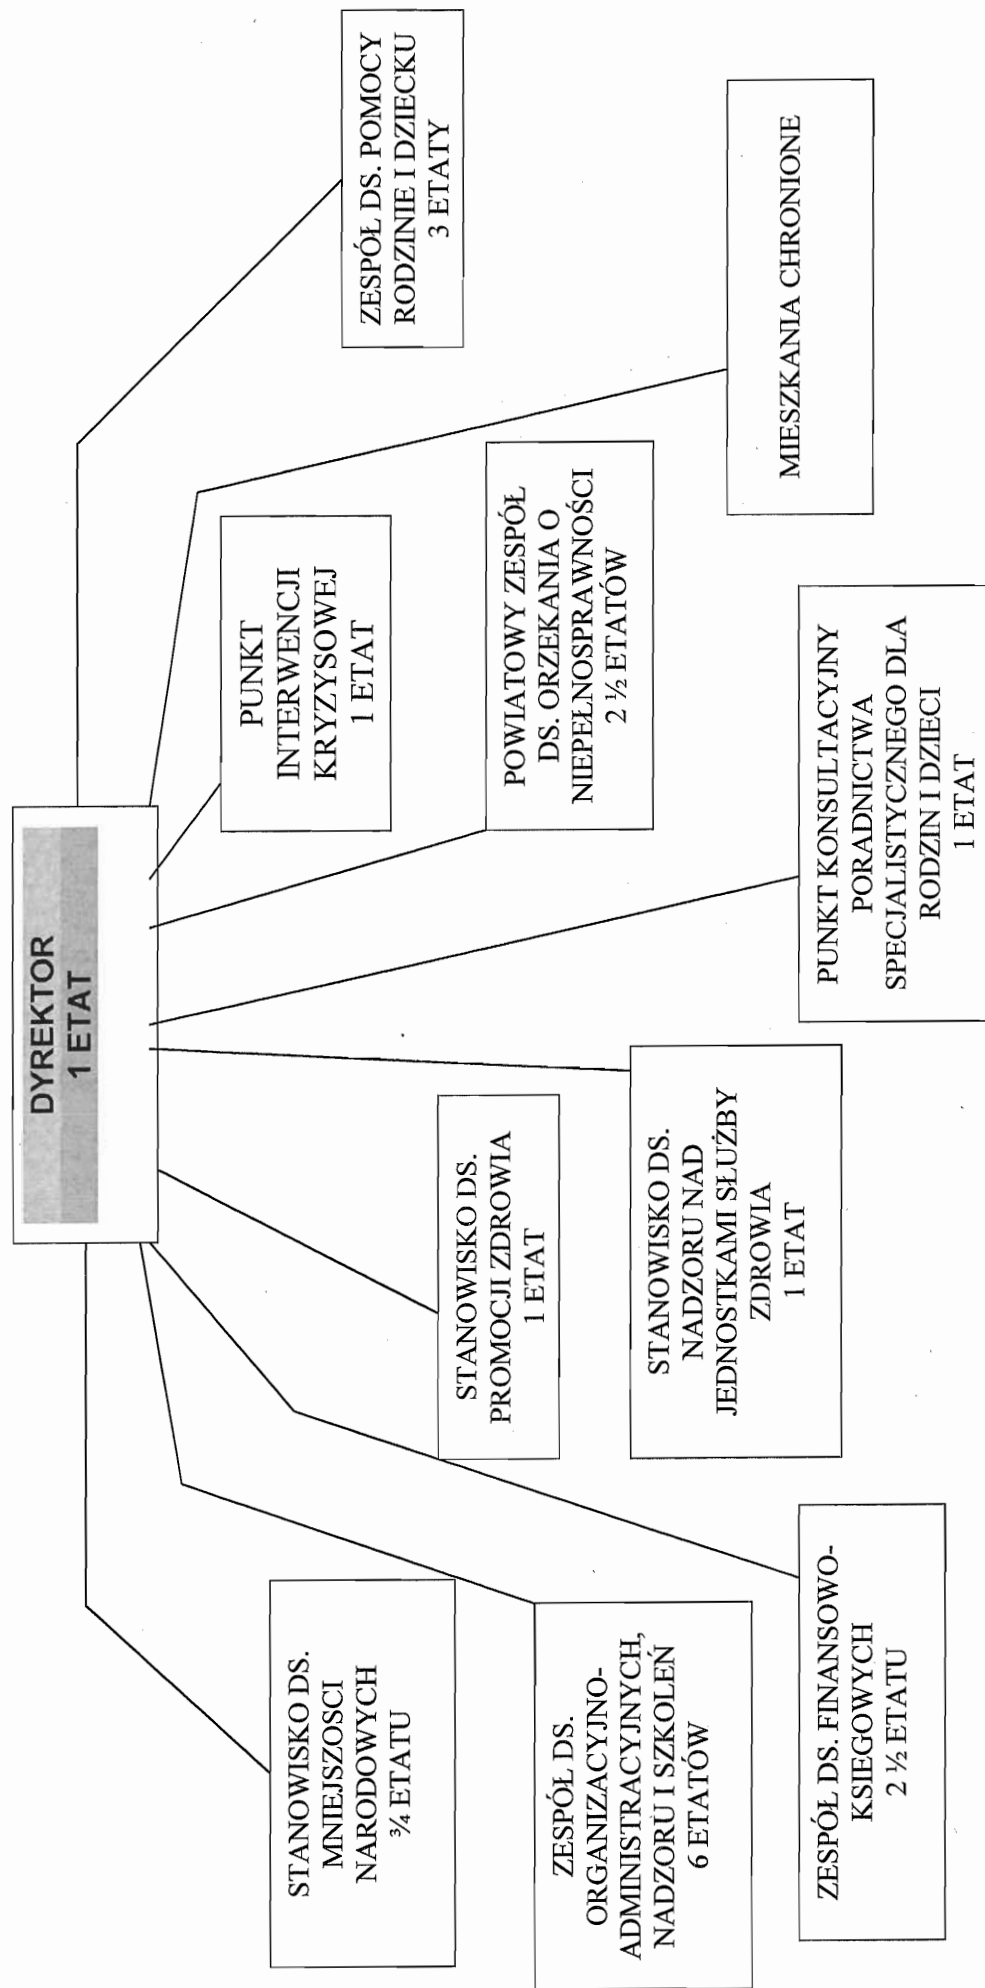 DYREKTOR
1 ETAT
STANOWISKO DS.
MNIEJSZOSCI
NARODOWYCH
¾ ETATU
ZESPÓŁ DS.
ORGANIZACYJNO-
ADMINISTRACYJNYCH,
NADZORU I SZKOLEŃ
6 ETATÓW
ZESPÓŁ DS. FINANSOWO-
KSIEGOWYCH
2 ½ ETATU
STANOWISKO DS.
PROMOCJI ZDROWIA
1 ETAT
STANOWISKO DS.
NADZORU NAD
JEDNOSTKAMI SŁUŻBY
ZDROWIA
1 ETAT
PUNKT
INTERWENCJI
KRYZYSOWEJ
1 ETAT
POWIATOWY ZESPÓŁ
DS. ORZEKANIA O
NIEPEŁNOSPRAWNOŚCI
2 ½ ETATÓW
PUNKT KONSULTACYJNY
PORADNICTWA
SPECJALISTYCZNEGO DLA
RODZIN I DZIECI
1 ETAT
ZESPÓŁ DS. POMOCY
RODZINIE I DZIECKU
3 ETATY
MIESZKANIA CHRONIONE